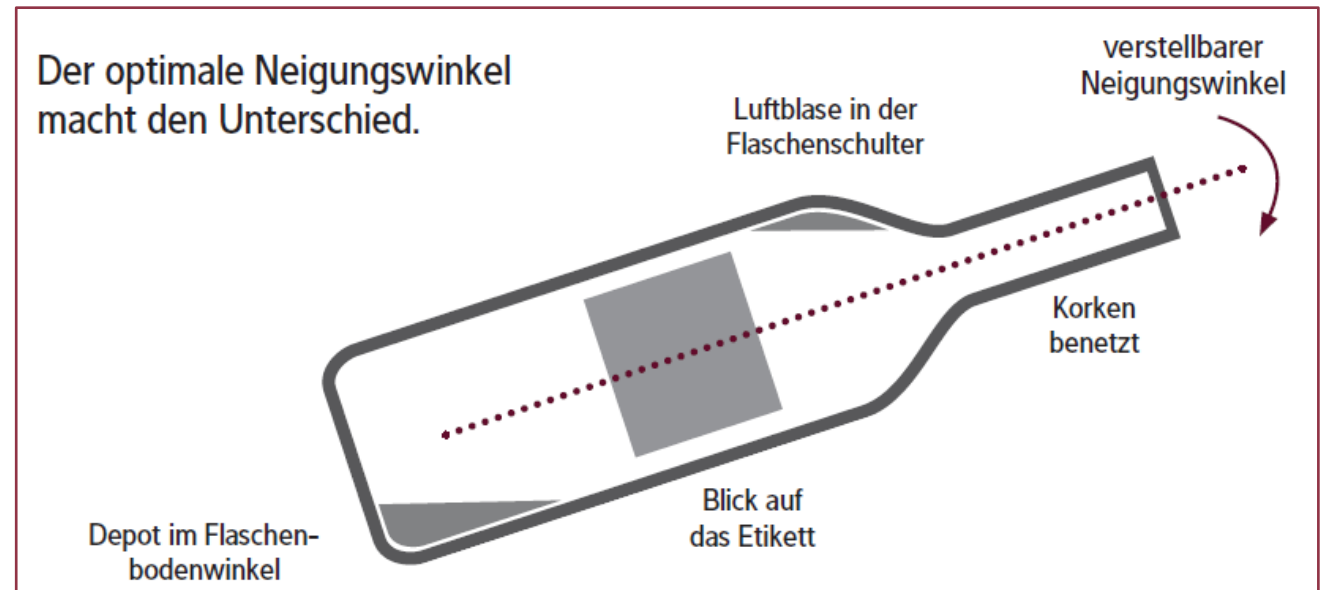 Der optimale Neigungswinkel
macht den Unterschied.
verstellbarer
Neigungswinkel
Luftblase in der
Flaschenschulter
Korken
benetzt
Blick auf
das Etikett
Depot im Flaschen-
bodenwinkel